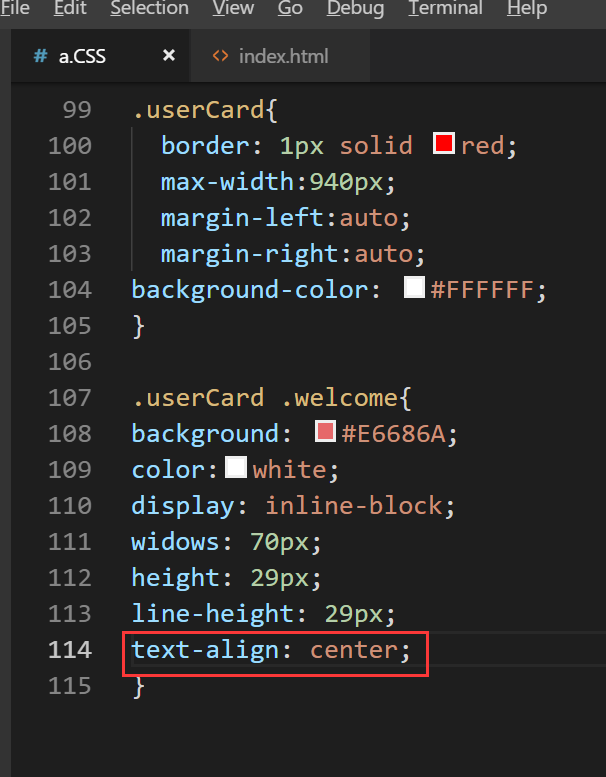 File Edit Selection View Go Debug Terminal Help
# a.CSS × <> index.html
99 .userCard{
100 border: 1px solid red;
101 max-width:940px;
102 margin-left:auto;
103 margin-right:auto;
104 background-color: #FFFFFF;
105 }
106
107 .userCard .welcome{
108 background: #E6686A;
109 color:white;
110 display: inline-block;
111 widows: 70px;
112 height: 29px;
113 line-height: 29px;
114 text-align: center;
115 }